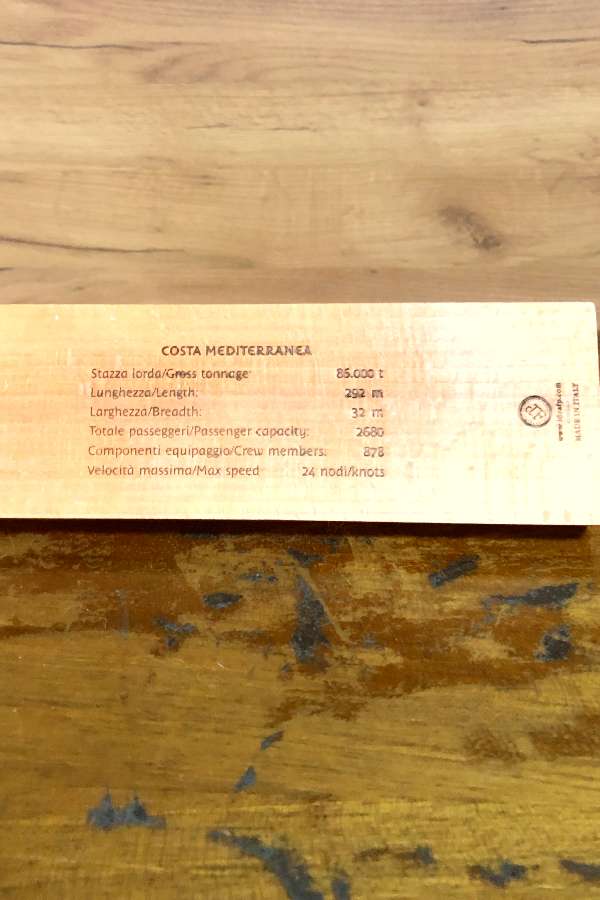 COSTA MEDITERRANEA
Stazza lorda/Gross tonnage: 85.000 t
Lunghezza/Length: 292 m
Larghezza/Breadth: 32 m
Totale passeggeri/Passenger capacity: 2680
Componenti equipaggio/Crew members: 878
Velocità massima/Max speed 24 nodi/knots
MADE IN ITALY